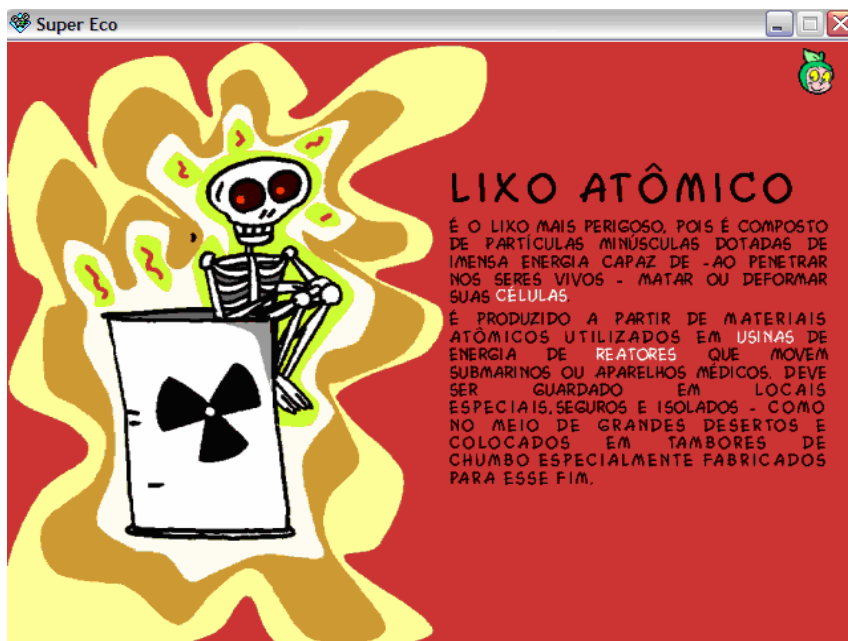 Super Eco
LIXO ATÔMICO
É O LIXO MAIS PERIGOSO, POIS É COMPOSTO
DE PARTÍCULAS MINÚSCULAS DOTADAS DE
IMENSA ENERGIA CAPAZ DE -AO PENETRAR
NOS SERES VIVOS - MATAR OU DEFORMAR
SUAS CÉLULAS.
É PRODUZIDO A PARTIR DE MATERIAIS
ATÔMICOS UTILIZADOS EM USINAS DE
ENERGIA DE REATORES QUE MOVEM
SUBMARINOS OU APARELHOS MÉDICOS. DEVE
SER GUARDADO EM LOCAIS
ESPECIAIS, SEGUROS E ISOLADOS - COMO
NO MEIO DE GRANDES DESERTOS E
COLOCADOS EM TAMBORES DE
CHUMBO ESPECIALMENTE FABRICADOS
PARA ESSE FIM.